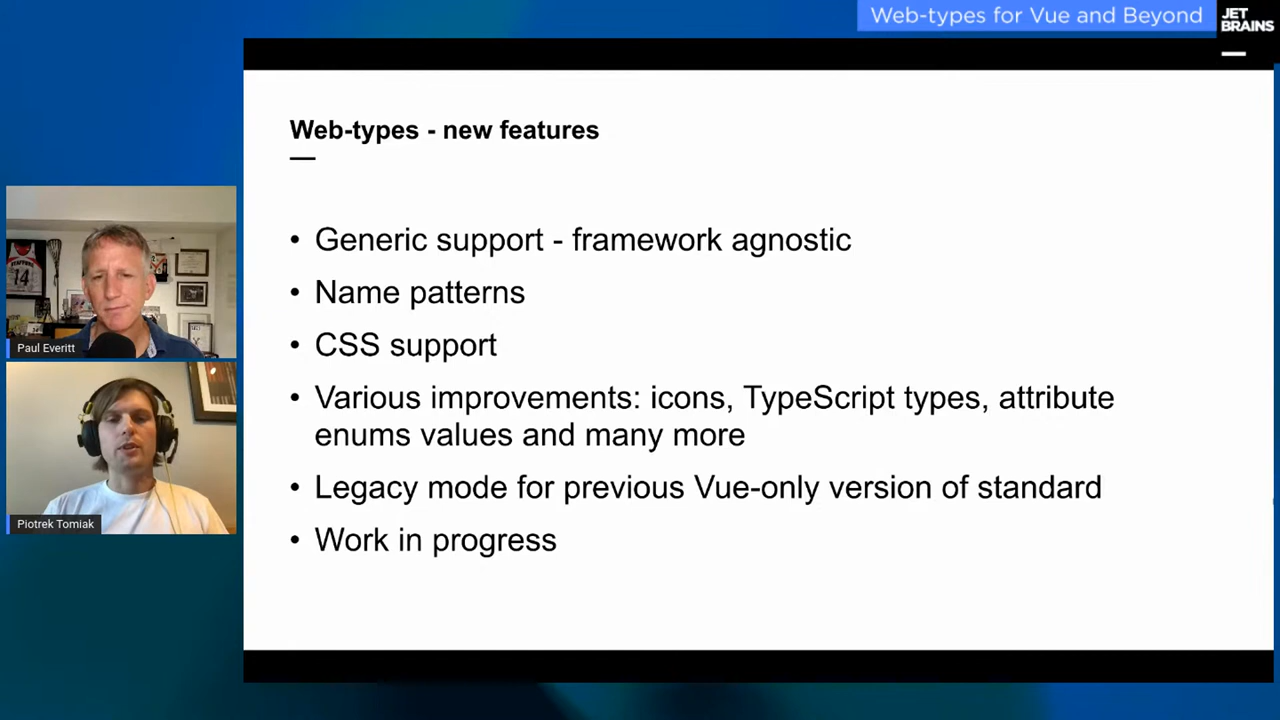 Web-types for Vue and Beyond
JET
BRAINS
Web-types - new features
• Generic support - framework agnostic
• Name patterns
• CSS support
• Various improvements: icons, TypeScript types, attribute
enums values and many more
• Legacy mode for previous Vue-only version of standard
• Work in progress
14
Paul Everitt
Piotrek Tomiak